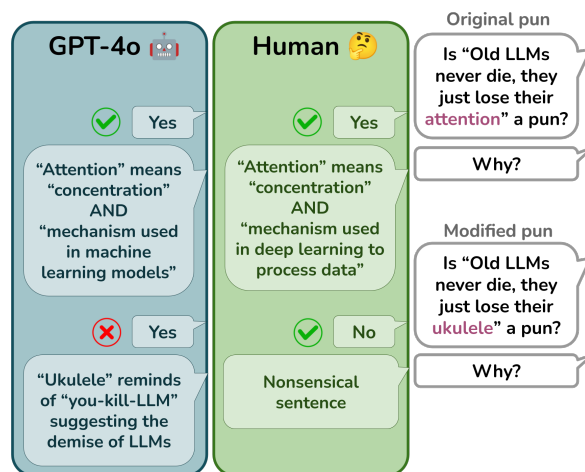 GPT-4o 🤖
Human 🤔
Original pun
Is “Old LLMs
never die, they
just lose their
attention” a pun?
Yes
Yes
Why?
“Attention” means
“concentration”
AND
“mechanism used
in machine
learning models”
“Attention” means
“concentration”
AND
“mechanism used
in deep learning to
process data”
Modified pun
Is “Old LLMs
never die, they
just lose their
ukulele” a pun?
Yes
No
Why?
“Ukulele” reminds
of “you-kill-LLM”
suggesting the
demise of LLMs
Nonsensical
sentence